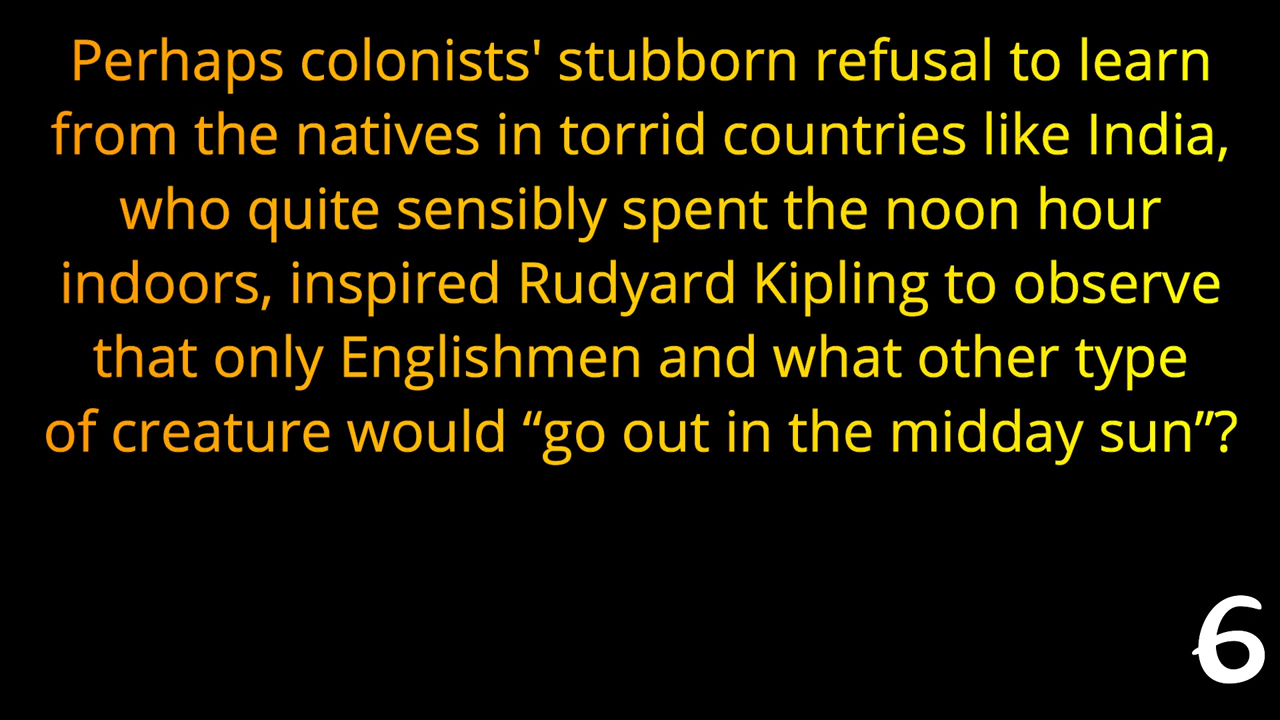 Perhaps colonists' stubborn refusal to learn
from the natives in torrid countries like India,
who quite sensibly spent the noon hour
indoors, inspired Rudyard Kipling to observe
that only Englishmen and what other type
of creature would “go out in the midday sun”?
6